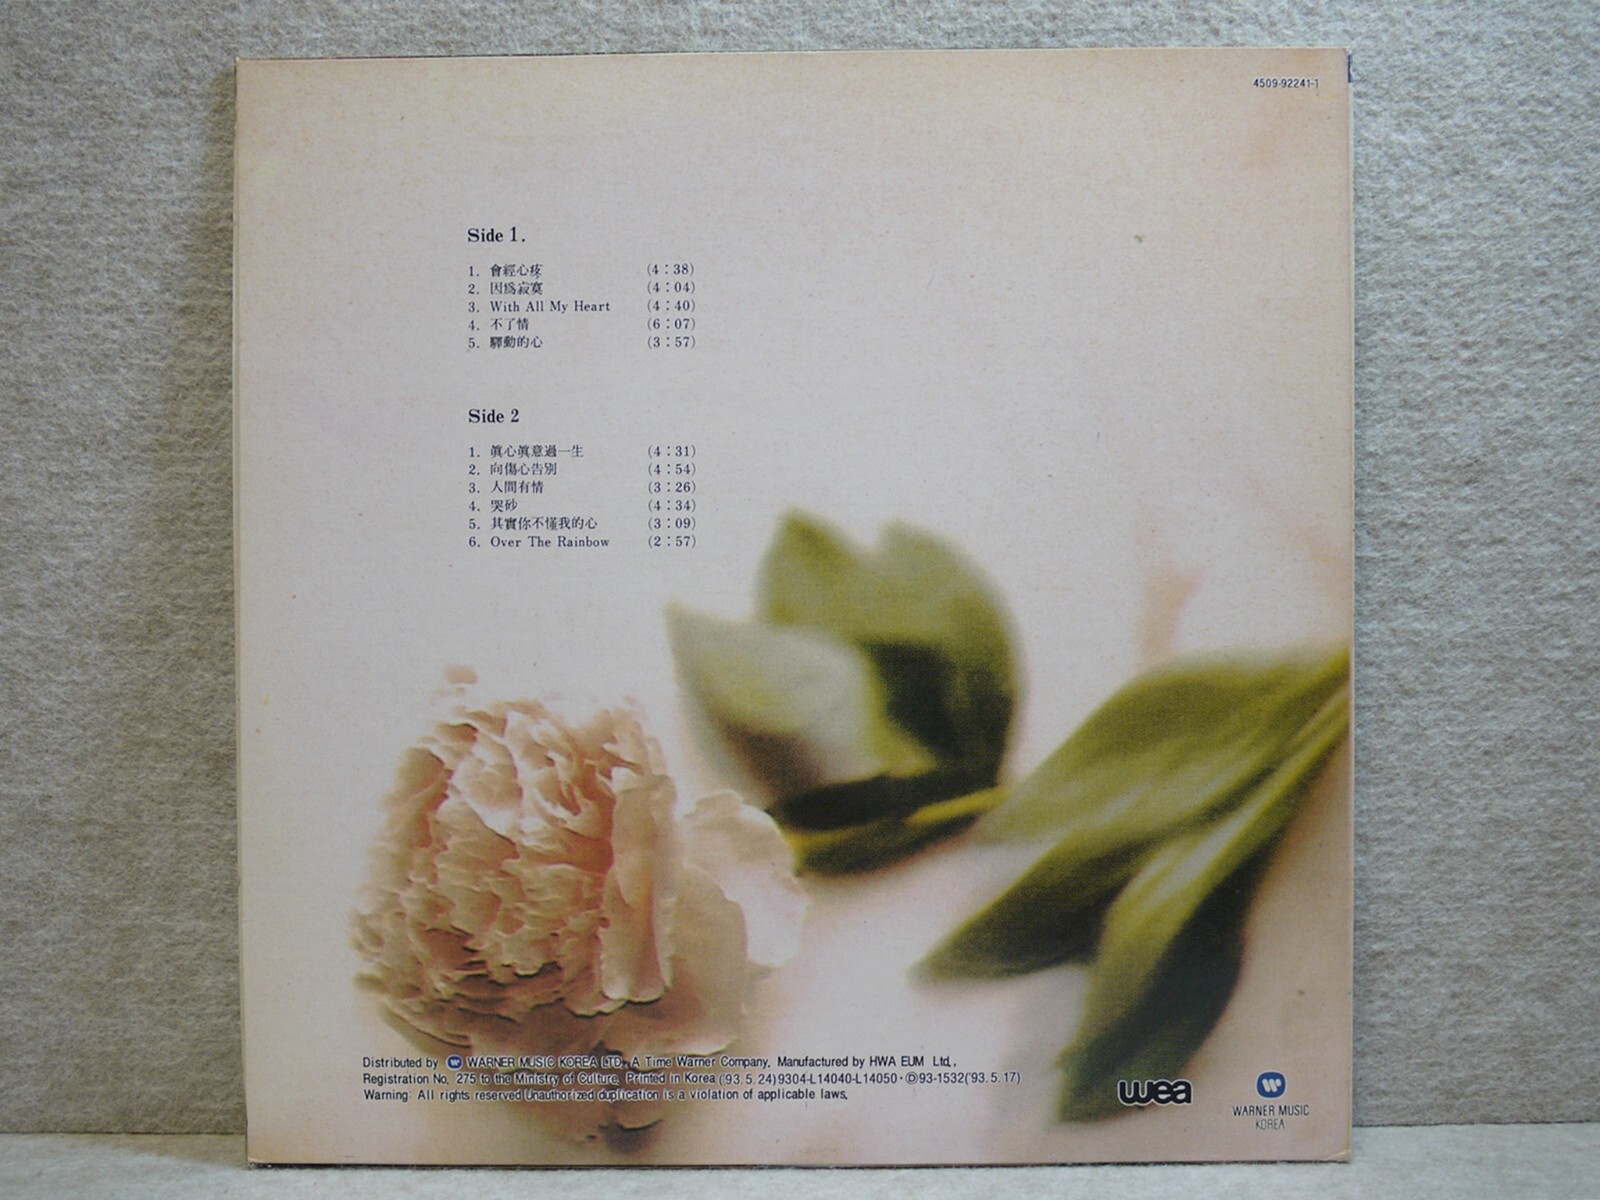 4509-92241-1
Side 1.
1. 會經心疼 (4:38)
2. 因爲寂寞 (4:04)
3. With All My Heart (4:40)
4. 不了情 (6:07)
5. 驛動的心 (3:57)
Side 2
1. 眞心眞意過一生 (4:31)
2. 向傷心告別 (4:54)
3. 人間有情 (3:26)
4. 哭砂 (4:34)
5. 其實你不懂我的心 (3:09)
6. Over The Rainbow (2:57)
Distributed by WARNER MUSIC KOREA LTD., A Time Warner Company, Manufactured by HWA EUM Ltd.,
Registration No. 275 to the Ministry of Culture, Printed in Korea ('93.5.24) 9304-L14040-L14050·Ⓟ93-1532('93.5.17)
Warning: All rights reserved Unauthorized duplication is a violation of applicable laws.
wea
WARNER MUSIC
KOREA